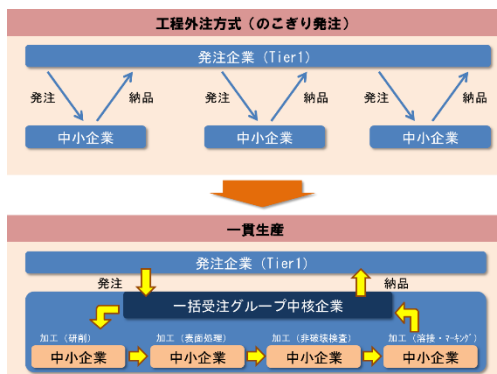 工程外注方式（のこぎり発注）
発注企業（Tier1）
発注 納品 発注 納品 発注 納品
中小企業 中小企業 中小企業
一貫生産
発注企業（Tier1）
発注 納品
一括受注グループ中核企業
加工（研削） 加工（表面処理） 加工（非破壊検査） 加工（溶接・マーキング）
中小企業 中小企業 中小企業 中小企業